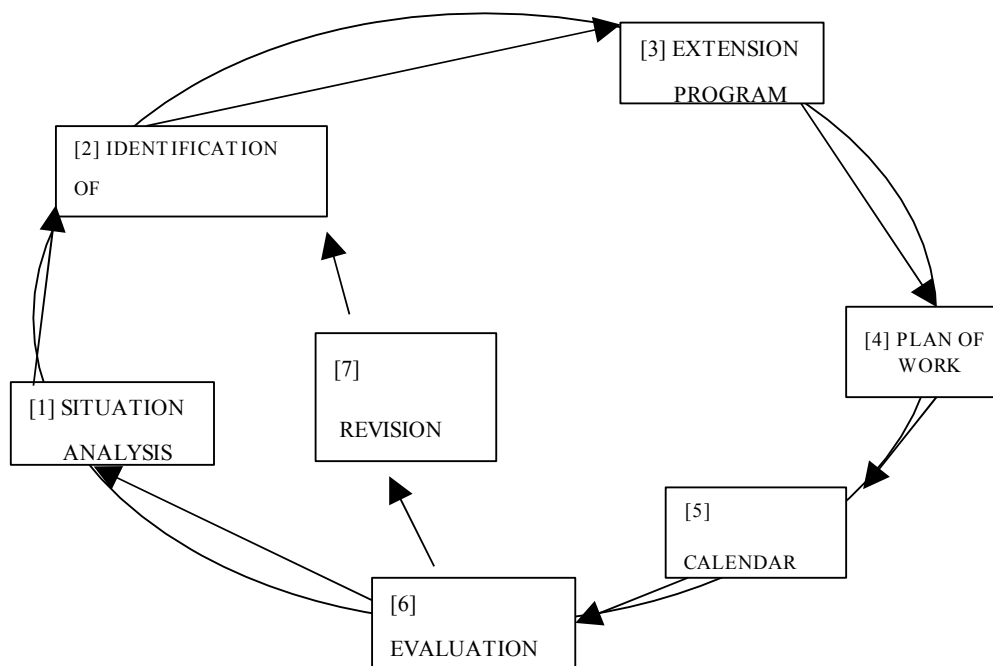 [1] SITUATION
ANALYSIS
[2] IDENTIFICATION
OF
[3] EXTENSION
PROGRAM
[4] PLAN OF
WORK
[5]
CALENDAR
[6]
EVALUATION
[7]
REVISION